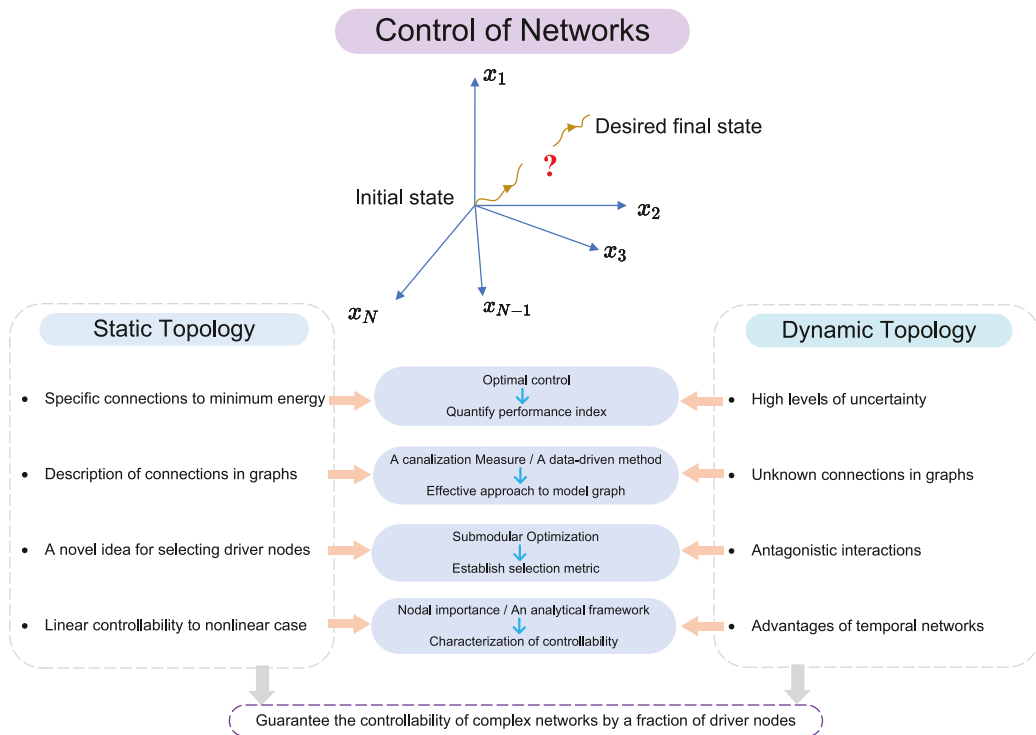 Control of Networks
x1
Desired final state
?
Initial state
x2
x3
xN
xN−1
Static Topology
Dynamic Topology
• Specific connections to minimum energy
Optimal control
Quantify performance index
• High levels of uncertainty
• Description of connections in graphs
A canalization Measure / A data-driven method
Effective approach to model graph
• Unknown connections in graphs
• A novel idea for selecting driver nodes
Submodular Optimization
Establish selection metric
• Antagonistic interactions
• Linear controllability to nonlinear case
Nodal importance / An analytical framework
Characterization of controllability
• Advantages of temporal networks
Guarantee the controllability of complex networks by a fraction of driver nodes